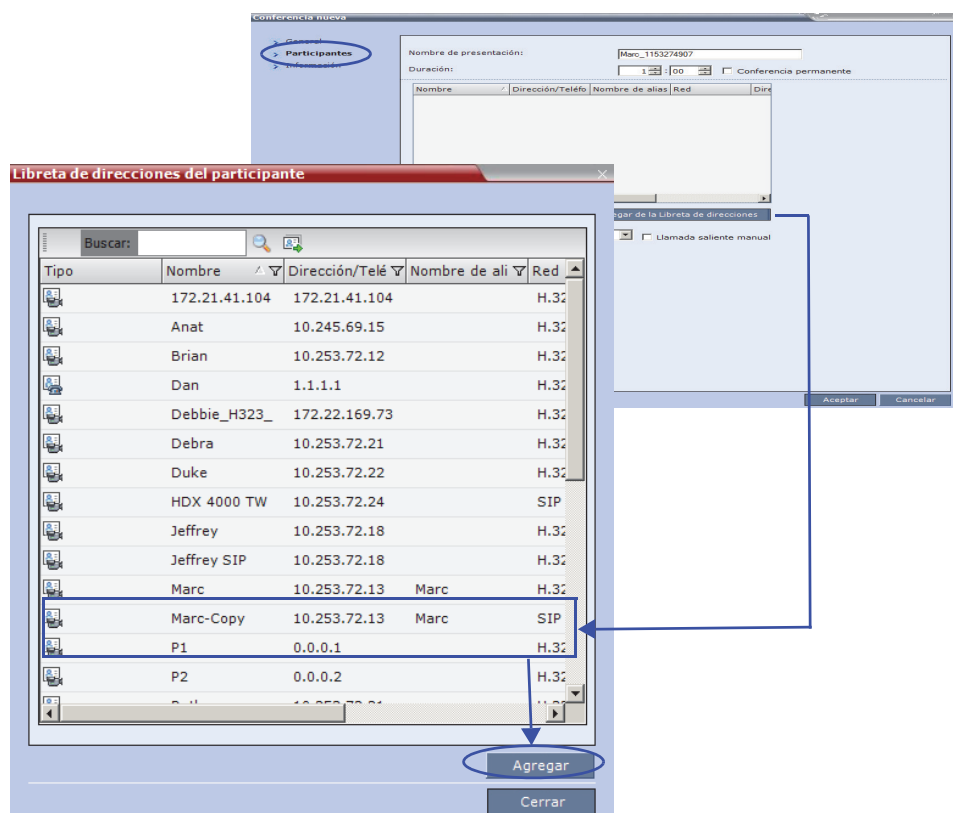 Conferencia nueva
General
Participantes
Información
Nombre de presentación: Marc_1153274907
Duración: 1 : 00 Conferencia permanente
Nombre Dirección/Teléfo Nombre de alias Red Dire
egar de la Libreta de direcciones
Llamada saliente manual
Aceptar Cancelar
Libreta de direcciones del participante
Buscar:
Tipo Nombre Dirección/Telé Nombre de ali Red
172.21.41.104 172.21.41.104 H.32
Anat 10.245.69.15 H.32
Brian 10.253.72.12 H.32
Dan 1.1.1.1 H.32
Debbie_H323_ 172.22.169.73 H.32
Debra 10.253.72.21 H.32
Duke 10.253.72.22 H.32
HDX 4000 TW 10.253.72.24 SIP
Jeffrey 10.253.72.18 H.32
Jeffrey SIP 10.253.72.18 H.32
Marc 10.253.72.13 Marc H.32
Marc-Copy 10.253.72.13 Marc SIP
P1 0.0.0.1 H.32
P2 0.0.0.2 H.32
Agregar
Cerrar